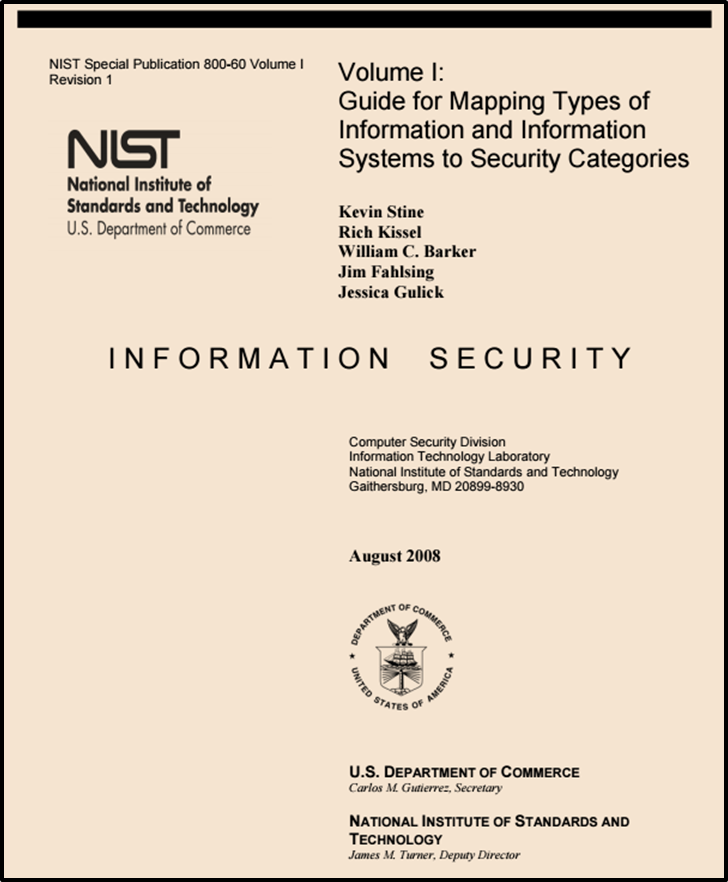 NIST Special Publication 800-60 Volume I
Revision 1
NIST
National Institute of
Standards and Technology
U.S. Department of Commerce
Volume I:
Guide for Mapping Types of
Information and Information
Systems to Security Categories
Kevin Stine
Rich Kissel
William C. Barker
Jim Fahlsing
Jessica Gulick
INFORMATION SECURITY
Computer Security Division
Information Technology Laboratory
National Institute of Standards and Technology
Gaithersburg, MD 20899-8930
August 2008
DEPARTMENT OF COMMERCE
UNITED STATES OF AMERICA
U.S. DEPARTMENT OF COMMERCE
Carlos M. Gutierrez, Secretary
NATIONAL INSTITUTE OF STANDARDS AND
TECHNOLOGY
James M. Turner, Deputy Director